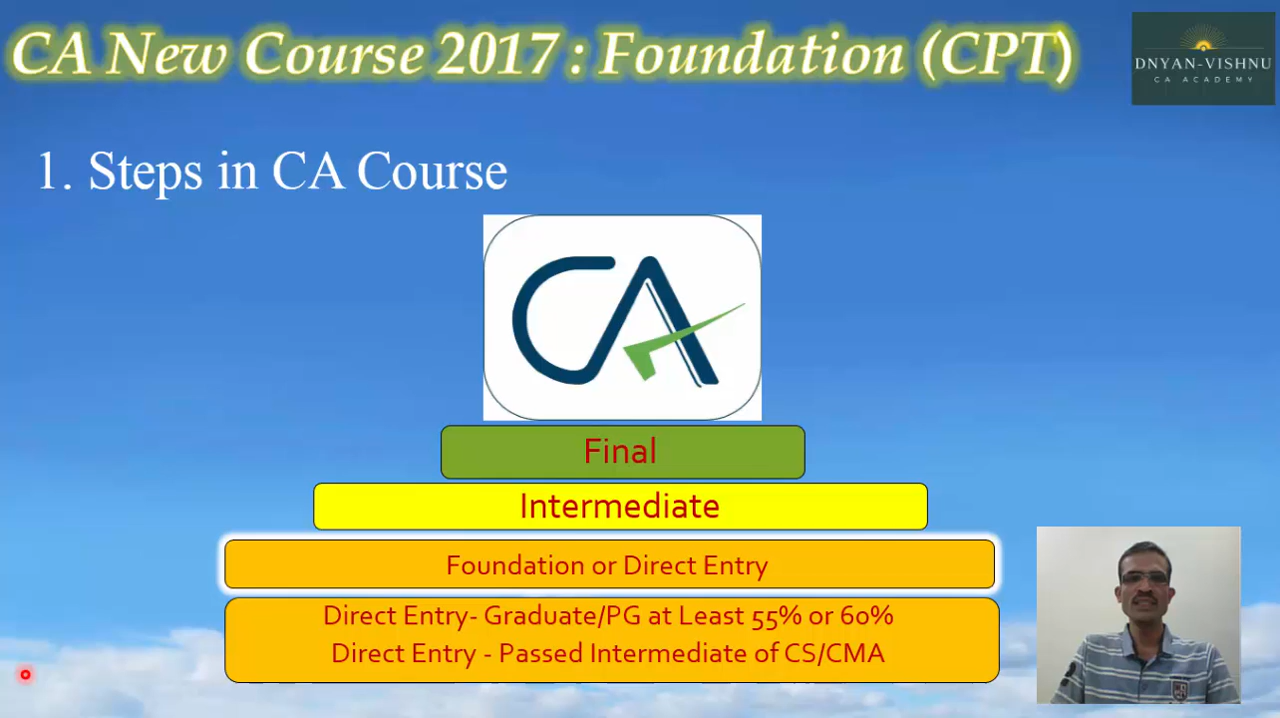 CA New Course 2017 : Foundation (CPT)
DNYAN-VISHNU
CA ACADEMY
1. Steps in CA Course
CA
Final
Intermediate
Foundation or Direct Entry
Direct Entry- Graduate/PG at Least 55% or 60%
Direct Entry - Passed Intermediate of CS/CMA